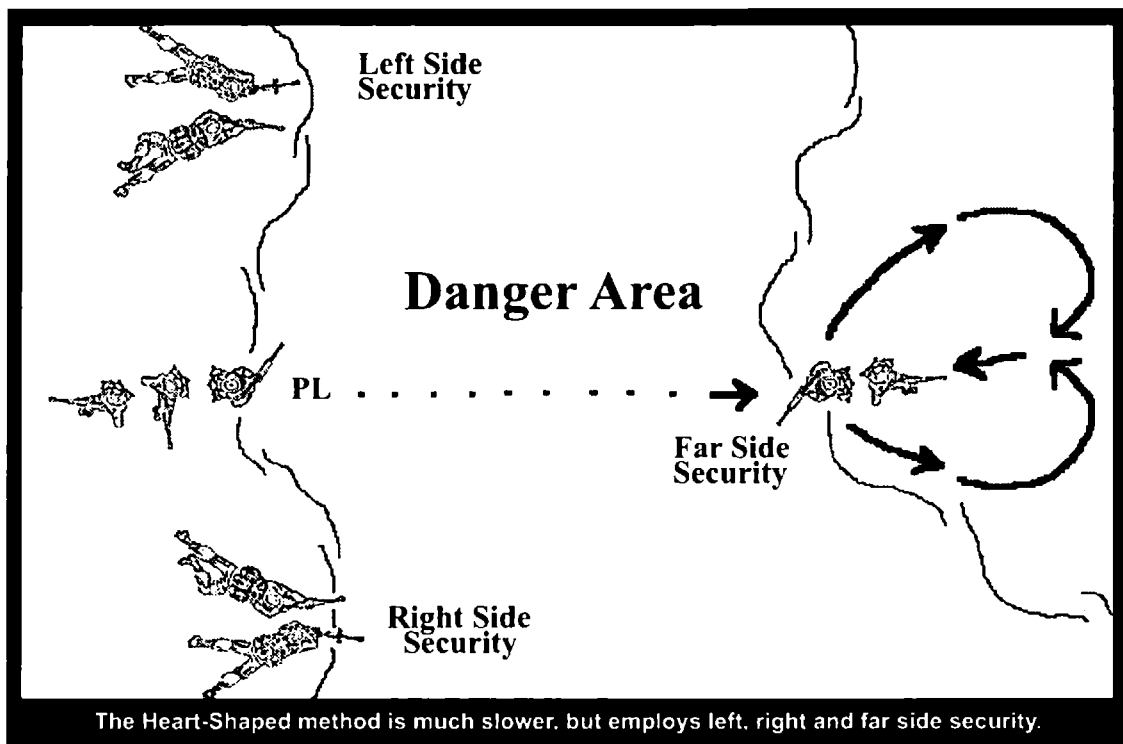 Left Side
Security
Danger Area
PL
Far Side
Security
Right Side
Security
The Heart-Shaped method is much slower, but employs left, right and far side security.